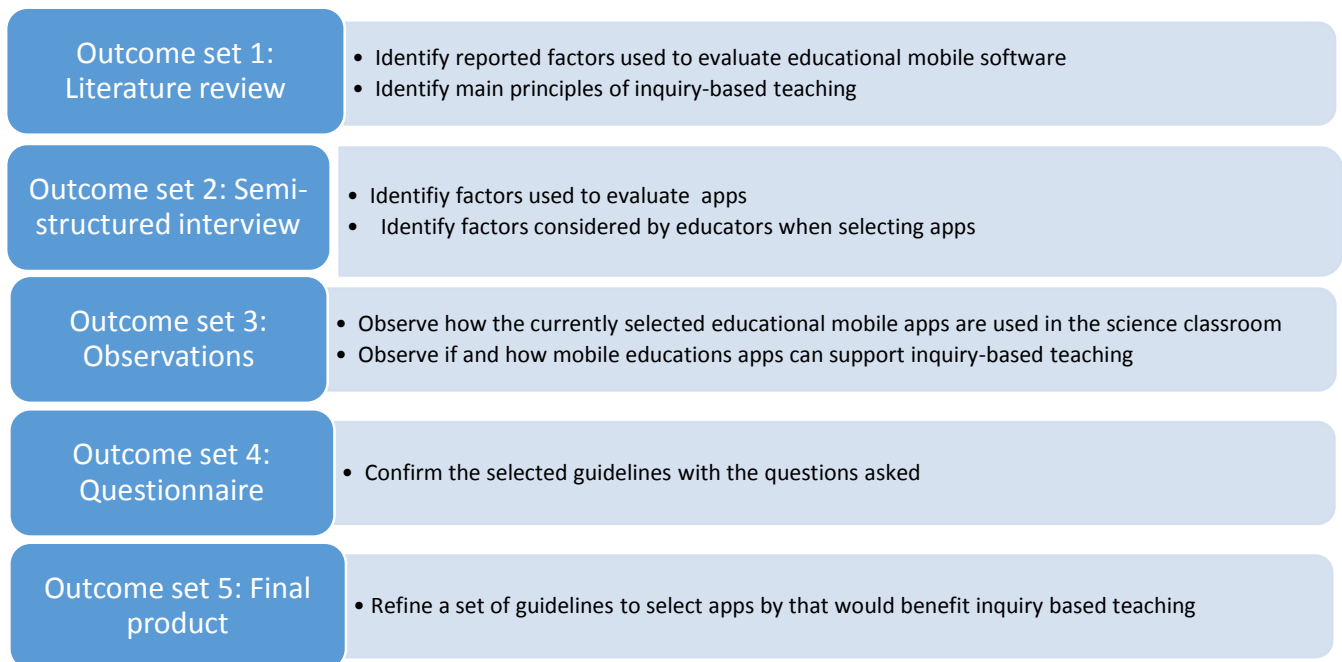 Outcome set 1:
Literature review
• Identify reported factors used to evaluate educational mobile software
• Identify main principles of inquiry-based teaching
Outcome set 2: Semi-
structured interview
• Identifiy factors used to evaluate apps
• Identify factors considered by educators when selecting apps
Outcome set 3:
Observations
• Observe how the currently selected educational mobile apps are used in the science classroom
• Observe if and how mobile educations apps can support inquiry-based teaching
Outcome set 4:
Questionnaire
• Confirm the selected guidelines with the questions asked
Outcome set 5: Final
product
• Refine a set of guidelines to select apps by that would benefit inquiry based teaching